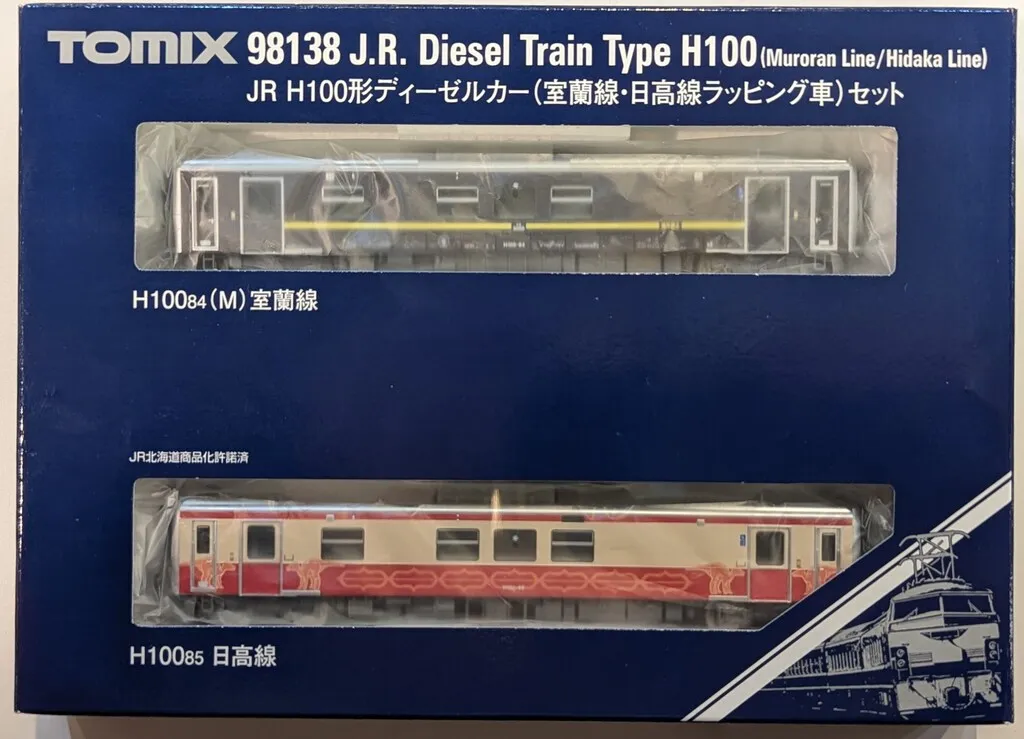 TOMIX 98138 J.R. Diesel Train Type H100 (Muroran Line/Hidaka Line)
JR H100形ディーゼルカー(室蘭線・日高線ラッピング車)セット
H10084(M)室蘭線
JR北海道商品化許諾済
H10085 日高線